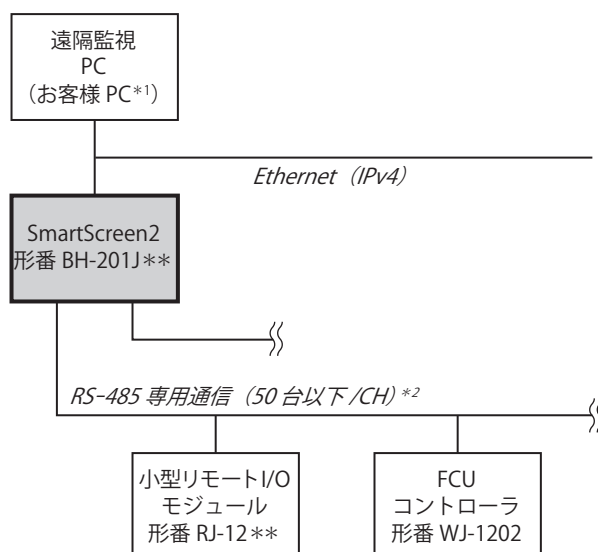 遠隔監視
PC
（お客様 PC*1）
Ethernet（IPv4）
SmartScreen2
形番 BH-201J＊＊
RS-485 専用通信（50 台以下 /CH）*2
小型リモートI/O
モジュール
形番 RJ-12＊＊
FCU
コントローラ
形番 WJ-1202